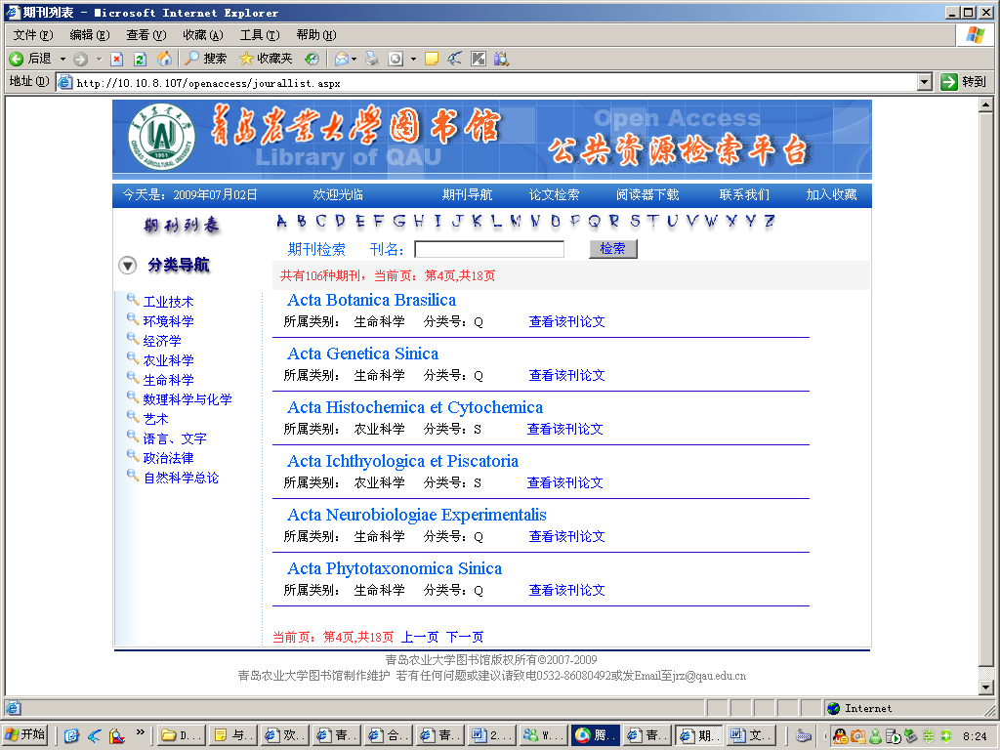 期刊列表 - Microsoft Internet Explorer
文件(F) 编辑(E) 查看(V) 收藏(A) 工具(T) 帮助(H)
后退 搜索 收藏夹
地址(D) http://10.10.8.107/openaccess/jourallist.aspx 转到
青岛农业大学图书馆
Open Access
Library of QAU
公共资源检索平台
QINGDAO AGRICULTURAL UNIVERSITY
1951
今天是: 2009年07月02日 欢迎光临 期刊导航 论文检索 阅读器下载 联系我们 加入收藏
期刊列表 A B C D E F G H I J K L M N O P Q R S T U V W X Y Z
期刊检索 刊名: 检索
分类导航
共有106种期刊，当前页: 第4页,共18页
工业技术
环境科学
经济学
农业科学
生命科学
数理科学与化学
艺术
语言、文字
政治法律
自然科学总论
Acta Botanica Brasilica
所属类别: 生命科学 分类号: Q 查看该刊论文
Acta Genetica Sinica
所属类别: 生命科学 分类号: Q 查看该刊论文
Acta Histochemica et Cytochemica
所属类别: 农业科学 分类号: S 查看该刊论文
Acta Ichthyologica et Piscatoria
所属类别: 农业科学 分类号: S 查看该刊论文
Acta Neurobiologiae Experimentalis
所属类别: 生命科学 分类号: Q 查看该刊论文
Acta Phytotaxonomica Sinica
所属类别: 生命科学 分类号: Q 查看该刊论文
当前页: 第4页,共18页 上一页 下一页
青岛农业大学图书馆版权所有©2007-2009
青岛农业大学图书馆制作维护 若有任何问题或建议请致电0532-86080492或发Email至jrz@qau.edu.cn
Internet
开始 » D... 与.. 欢.. 青.. 合.. 青.. 2... W... 腾.. 青.. 期.. 文.. 8:24